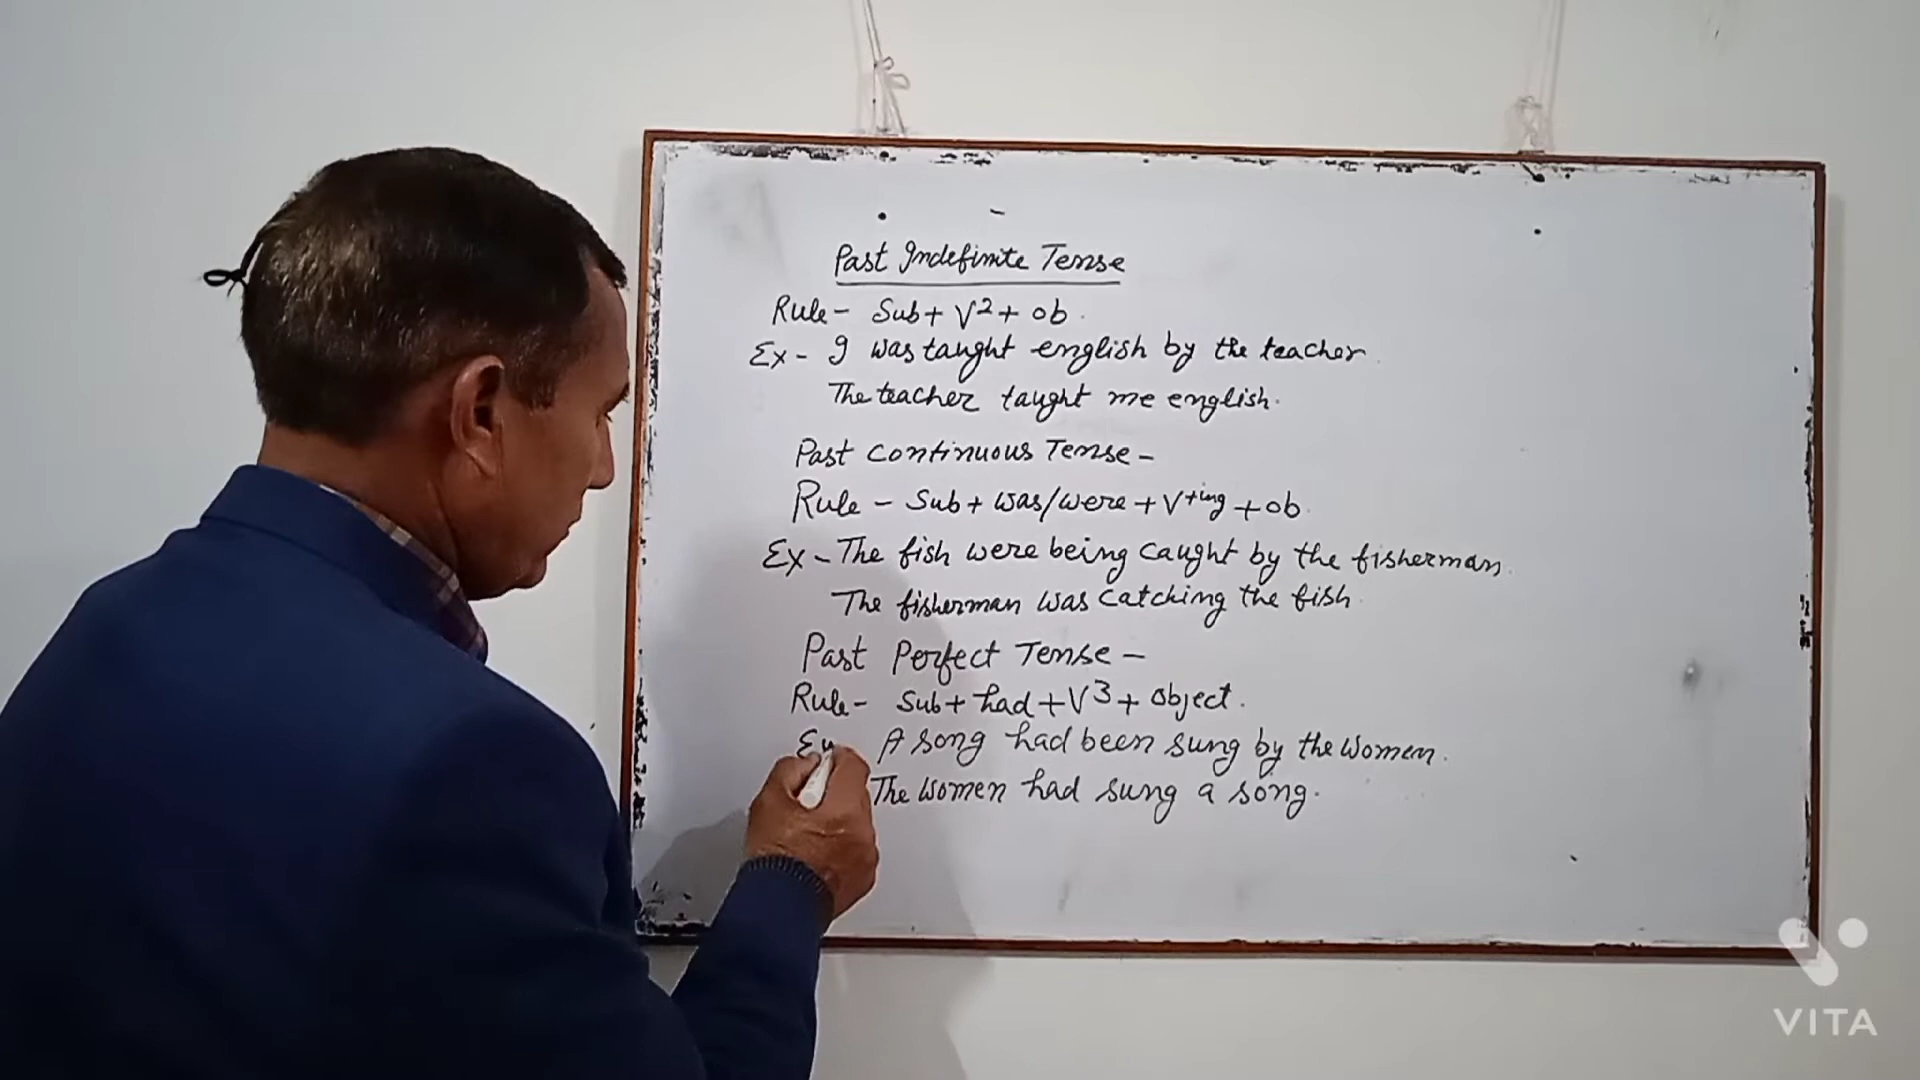 Past Indefinite Tense
Rule- Sub + V2 + ob.
Ex- I was taught english by the teacher.
The teacher taught me english.
Past continuous Tense-
Rule- Sub + was/were + V+ing + ob.
Ex- The fish were being caught by the fisherman.
The fisherman was catching the fish.
Past Perfect Tense-
Rule- Sub + had + V3 + object.
Ex A song had been sung by the women.
The women had sung a song.
VITA